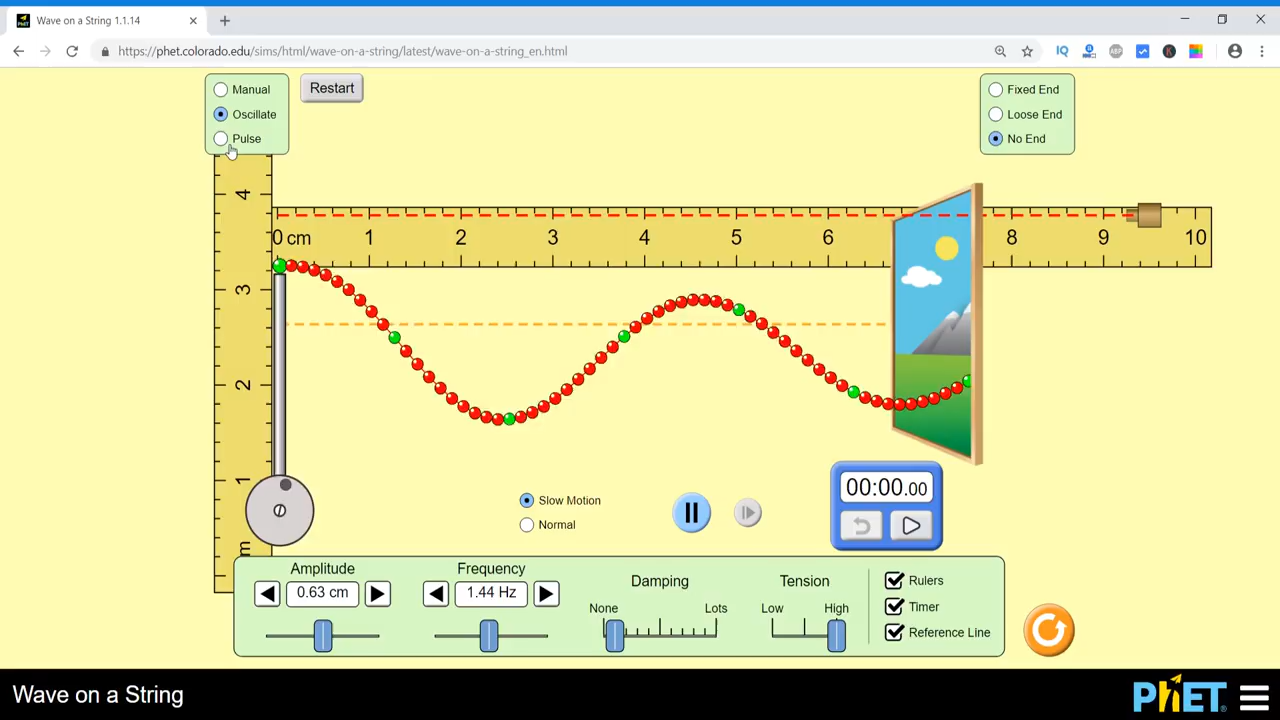 Wave on a String 1.1.14
https://phet.colorado.edu/sims/html/wave-on-a-string/latest/wave-on-a-string_en.html
IQ
ABP
K
Manual
Oscillate
Pulse
Restart
Fixed End
Loose End
No End
4
3
2
1
m
0 cm 1 2 3 4 5 6 8 9 10
Slow Motion
Normal
00:00.00
Amplitude
0.63 cm
Frequency
1.44 Hz
Damping
None Lots
Tension
Low High
Rulers
Timer
Reference Line
Wave on a String
PhET